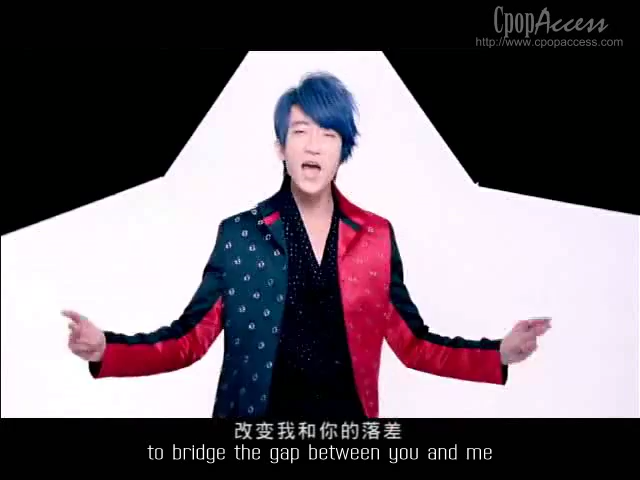 CpopAccess
http://www.cpopaccess.com/
改变我和你的落差
to bridge the gap between you and me